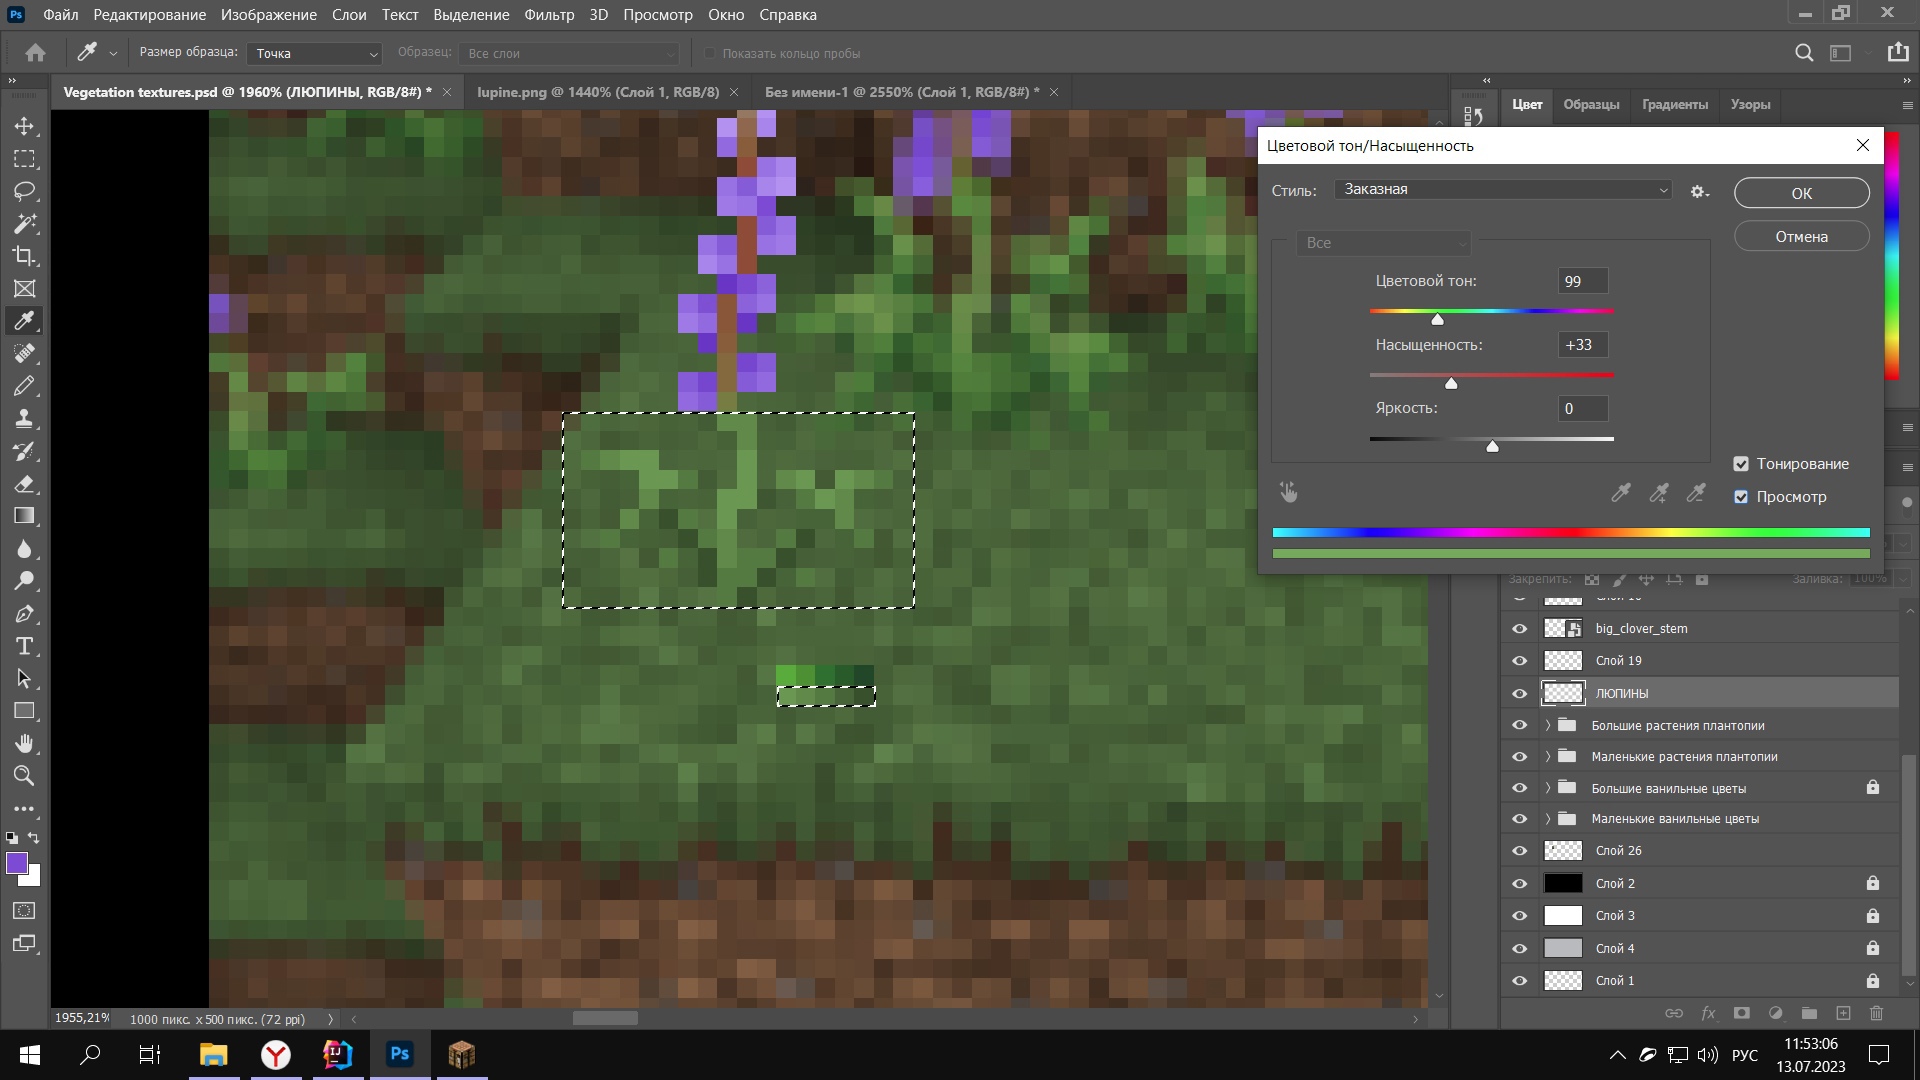 Ps Файл Редактирование Изображение Слои Текст Выделение Фильтр 3D Просмотр Окно Справка
Размер образца: Точка Образец: Все слои Показать кольцо пробы
Vegetation textures.psd @ 1960% (ЛЮПИНЫ, RGB/8#) * lupine.png @ 1440% (Слой 1, RGB/8) Без имени-1 @ 2550% (Слой 1, RGB/8#) *
Цвет Образцы Градиенты Узоры
Цветовой тон/Насыщенность
Стиль: Заказная
OK
Отмена
Все
Цветовой тон: 99
Насыщенность: +33
Яркость: 0
Тонирование
Просмотр
Закрепить: Заливка: 100%
big_clover_stem
Слой 19
ЛЮПИНЫ
Большие растения плантопии
Маленькие растения плантопии
Большие ванильные цветы
Маленькие ванильные цветы
Слой 26
Слой 2
Слой 3
Слой 4
Слой 1
fx
1955,21% 1000 пикс. x 500 пикс. (72 ppi)
Y IJ Ps РУС
11:53:06
13.07.2023